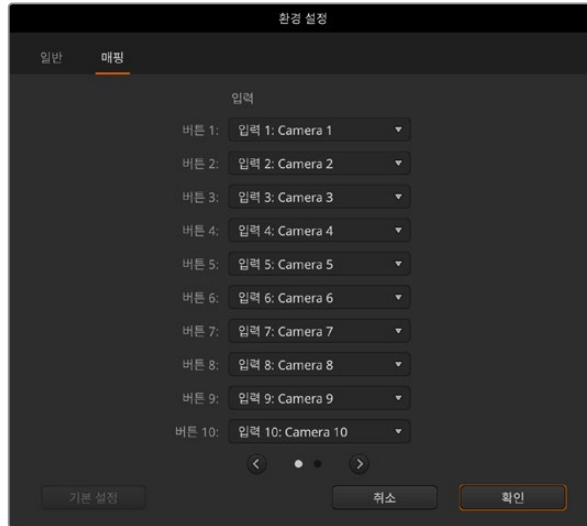 환경 설정
일반 매핑
입력
버튼 1: 입력 1: Camera 1
버튼 2: 입력 2: Camera 2
버튼 3: 입력 3: Camera 3
버튼 4: 입력 4: Camera 4
버튼 5: 입력 5: Camera 5
버튼 6: 입력 6: Camera 6
버튼 7: 입력 7: Camera 7
버튼 8: 입력 8: Camera 8
버튼 9: 입력 9: Camera 9
버튼 10: 입력 10: Camera 10
기본 설정 취소 확인